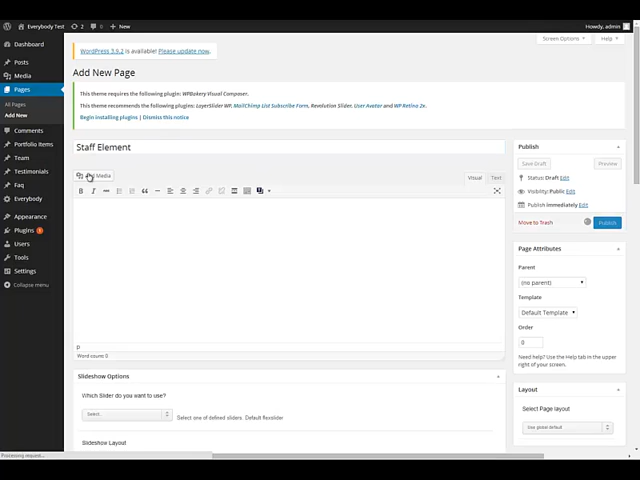 Everybody Test
2
0
New
Howdy, admin
Dashboard
Posts
Media
Pages
All Pages
Add New
Comments
Portfolio Items
Team
Testimonials
Faq
Everybody
Appearance
Plugins
Users
Tools
Settings
Collapse menu
Screen Options
Help
WordPress 3.9.2 is available! Please update now.
Add New Page
This theme requires the following plugin: WPBakery Visual Composer.
This theme recommends the following plugins: LayerSlider WP, MailChimp List Subscribe Form, Revolution Slider, User Avatar and WP Retina 2x.
Begin installing plugins | Dismiss this notice
Staff Element
Media
Visual
Text
B I ABC
p
Word count: 0
Slideshow Options
Which Slider do you want to use?
Select..
Select one of defined sliders. Default Revslider
Slideshow Layout
Publish
Save Draft
Preview
Status: Draft Edit
Visibility: Public Edit
Publish immediately Edit
Move to Trash
Publish
Page Attributes
Parent
(no parent)
Template
Default Template
Order
0
Need help? Use the Help tab in the upper
right of your screen.
Layout
Select Page layout
Use global default
Processing request...